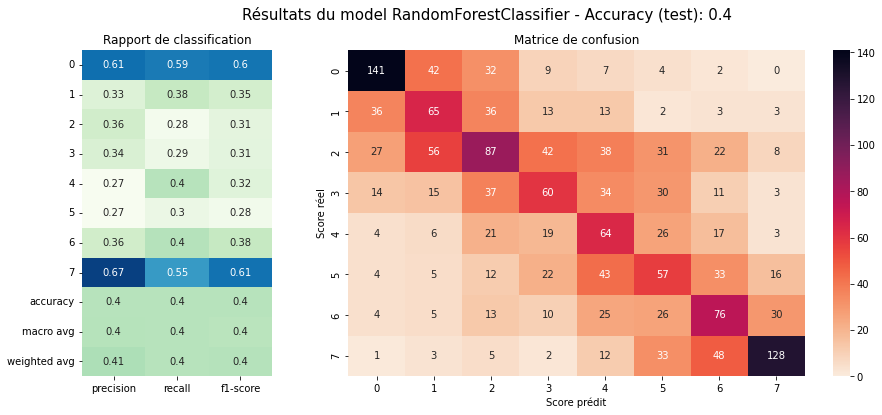 Résultats du model RandomForestClassifier - Accuracy (test): 0.4
Rapport de classification
0 0.61 0.59 0.6
1 0.33 0.38 0.35
2 0.36 0.28 0.31
3 0.34 0.29 0.31
4 0.27 0.4 0.32
5 0.27 0.3 0.28
6 0.36 0.4 0.38
7 0.67 0.55 0.61
accuracy 0.4 0.4 0.4
macro avg 0.4 0.4 0.4
weighted avg 0.41 0.4 0.4
precision recall f1-score
Matrice de confusion
Score réel
0 141 42 32 9 7 4 2 0
1 36 65 36 13 13 2 3 3
2 27 56 87 42 38 31 22 8
3 14 15 37 60 34 30 11 3
4 4 6 21 19 64 26 17 3
5 4 5 12 22 43 57 33 16
6 4 5 13 10 25 26 76 30
7 1 3 5 2 12 33 48 128
0 1 2 3 4 5 6 7
Score prédit
140
120
100
80
60
40
20
0